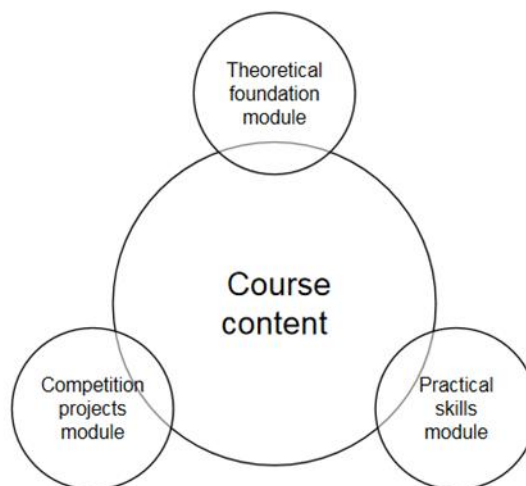 Theoretical
foundation
module
Course
content
Competition
projects
module
Practical
skills
module